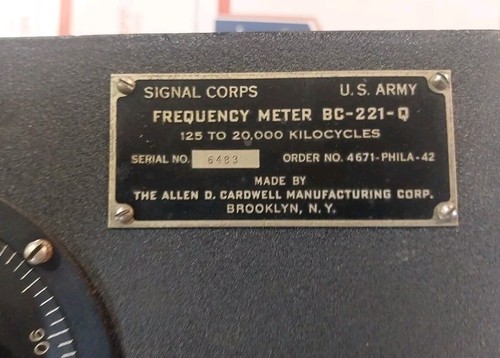 SIGNAL CORPS U.S. ARMY
FREQUENCY METER BC-221-Q
125 TO 20,000 KILOCYCLES
SERIAL NO. 6483 ORDER NO. 4671-PHILA-42
MADE BY
THE ALLEN D. CARDWELL MANUFACTURING CORP.
BROOKLYN, N.Y.
90